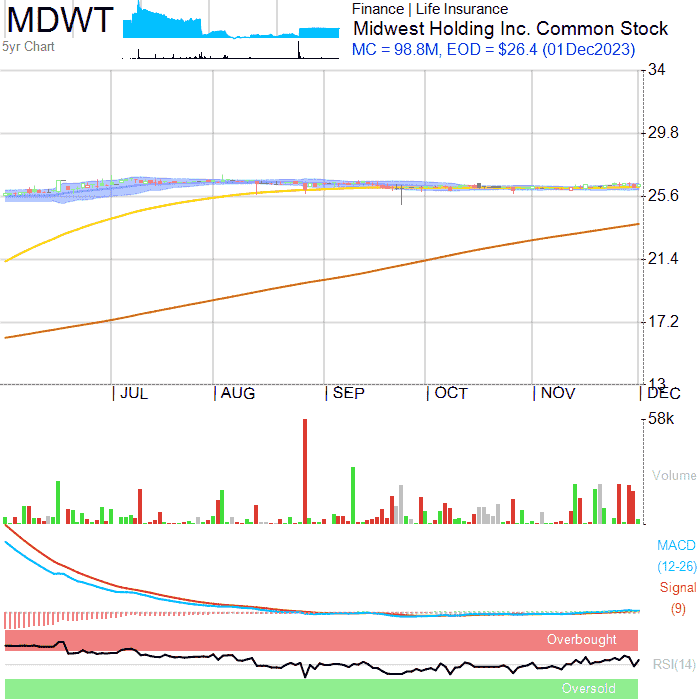 MDWT
5yr Chart
Finance | Life Insurance
Midwest Holding Inc. Common Stock
MC = 98.8M, EOD = $26.4 (01Dec2023)
34
29.8
25.6
21.4
17.2
13
JUL AUG SEP OCT NOV DEC
58k
Volume
MACD
(12-26)
Signal
(9)
Overbought
RSI(14)
Oversold